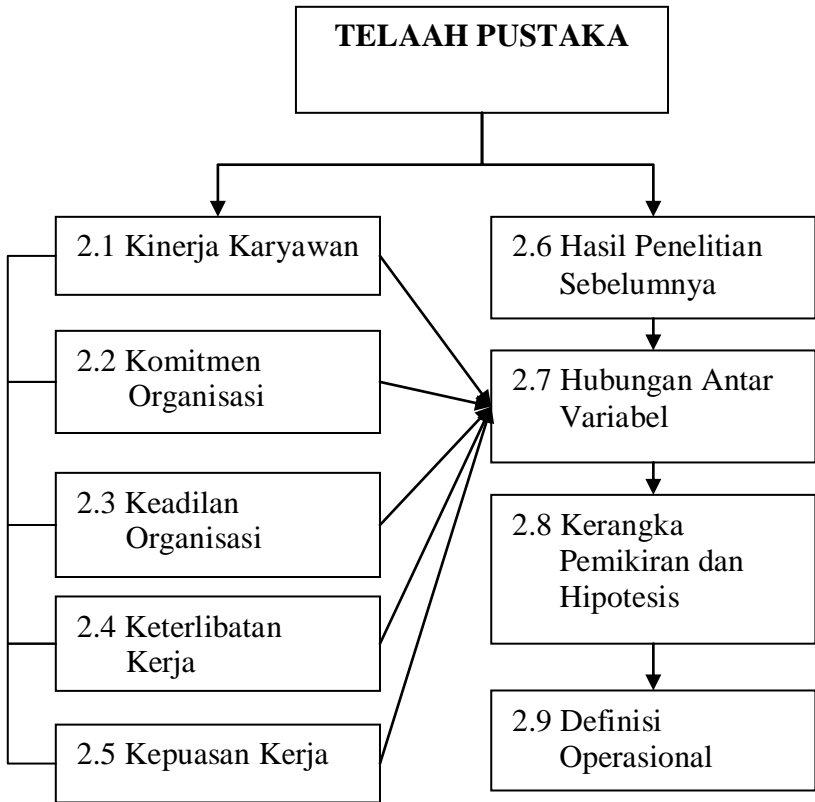 TELAAH PUSTAKA
2.1 Kinerja Karyawan
2.2 Komitmen
Organisasi
2.3 Keadilan
Organisasi
2.4 Keterlibatan
Kerja
2.5 Kepuasan Kerja
2.6 Hasil Penelitian
Sebelumnya
2.7 Hubungan Antar
Variabel
2.8 Kerangka
Pemikiran dan
Hipotesis
2.9 Definisi
Operasional